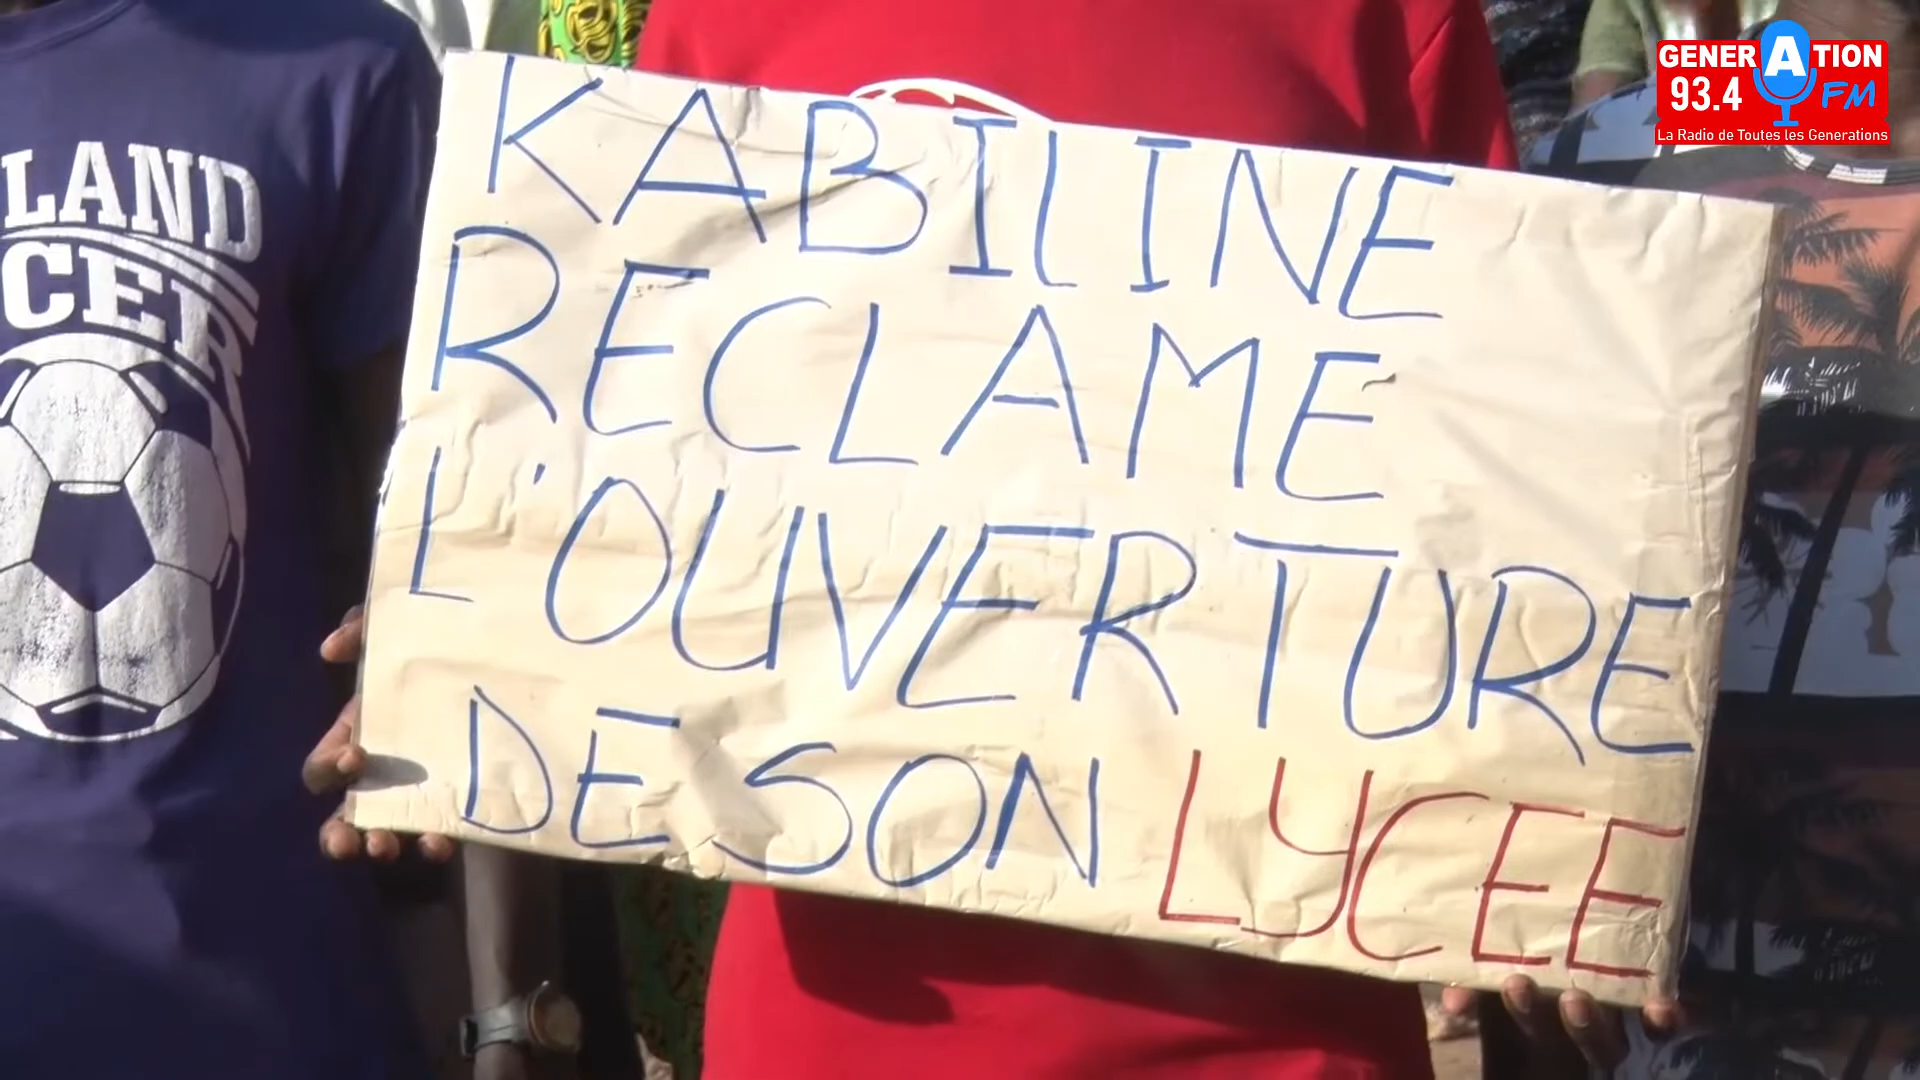 GENERATION
93.4 FM
La Radio de Toutes les Generations
LAND
CER
KABILINE
RECLAME
L'OUVERTURE
DE SON LYCEE